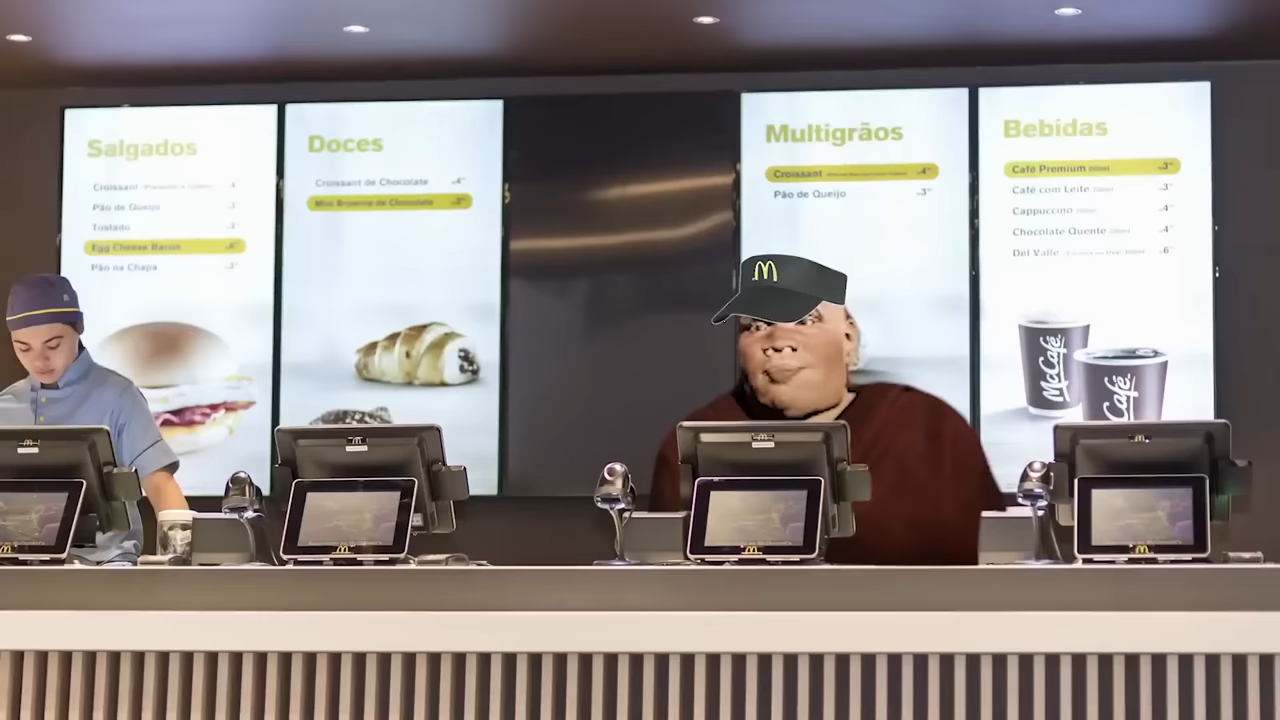 Salgados
Croissant
Pão de Queijo
Tostado
Egg Cheese Bacon
Pão na Chapa
Doces
Croissant de Chocolate
Mini Brownie de Chocolate
Multigrãos
Croissant
Pão de Queijo
Bebidas
Café Premium
Café com Leite
Cappuccino
Chocolate Quente
Del Valle
McCafé
Café